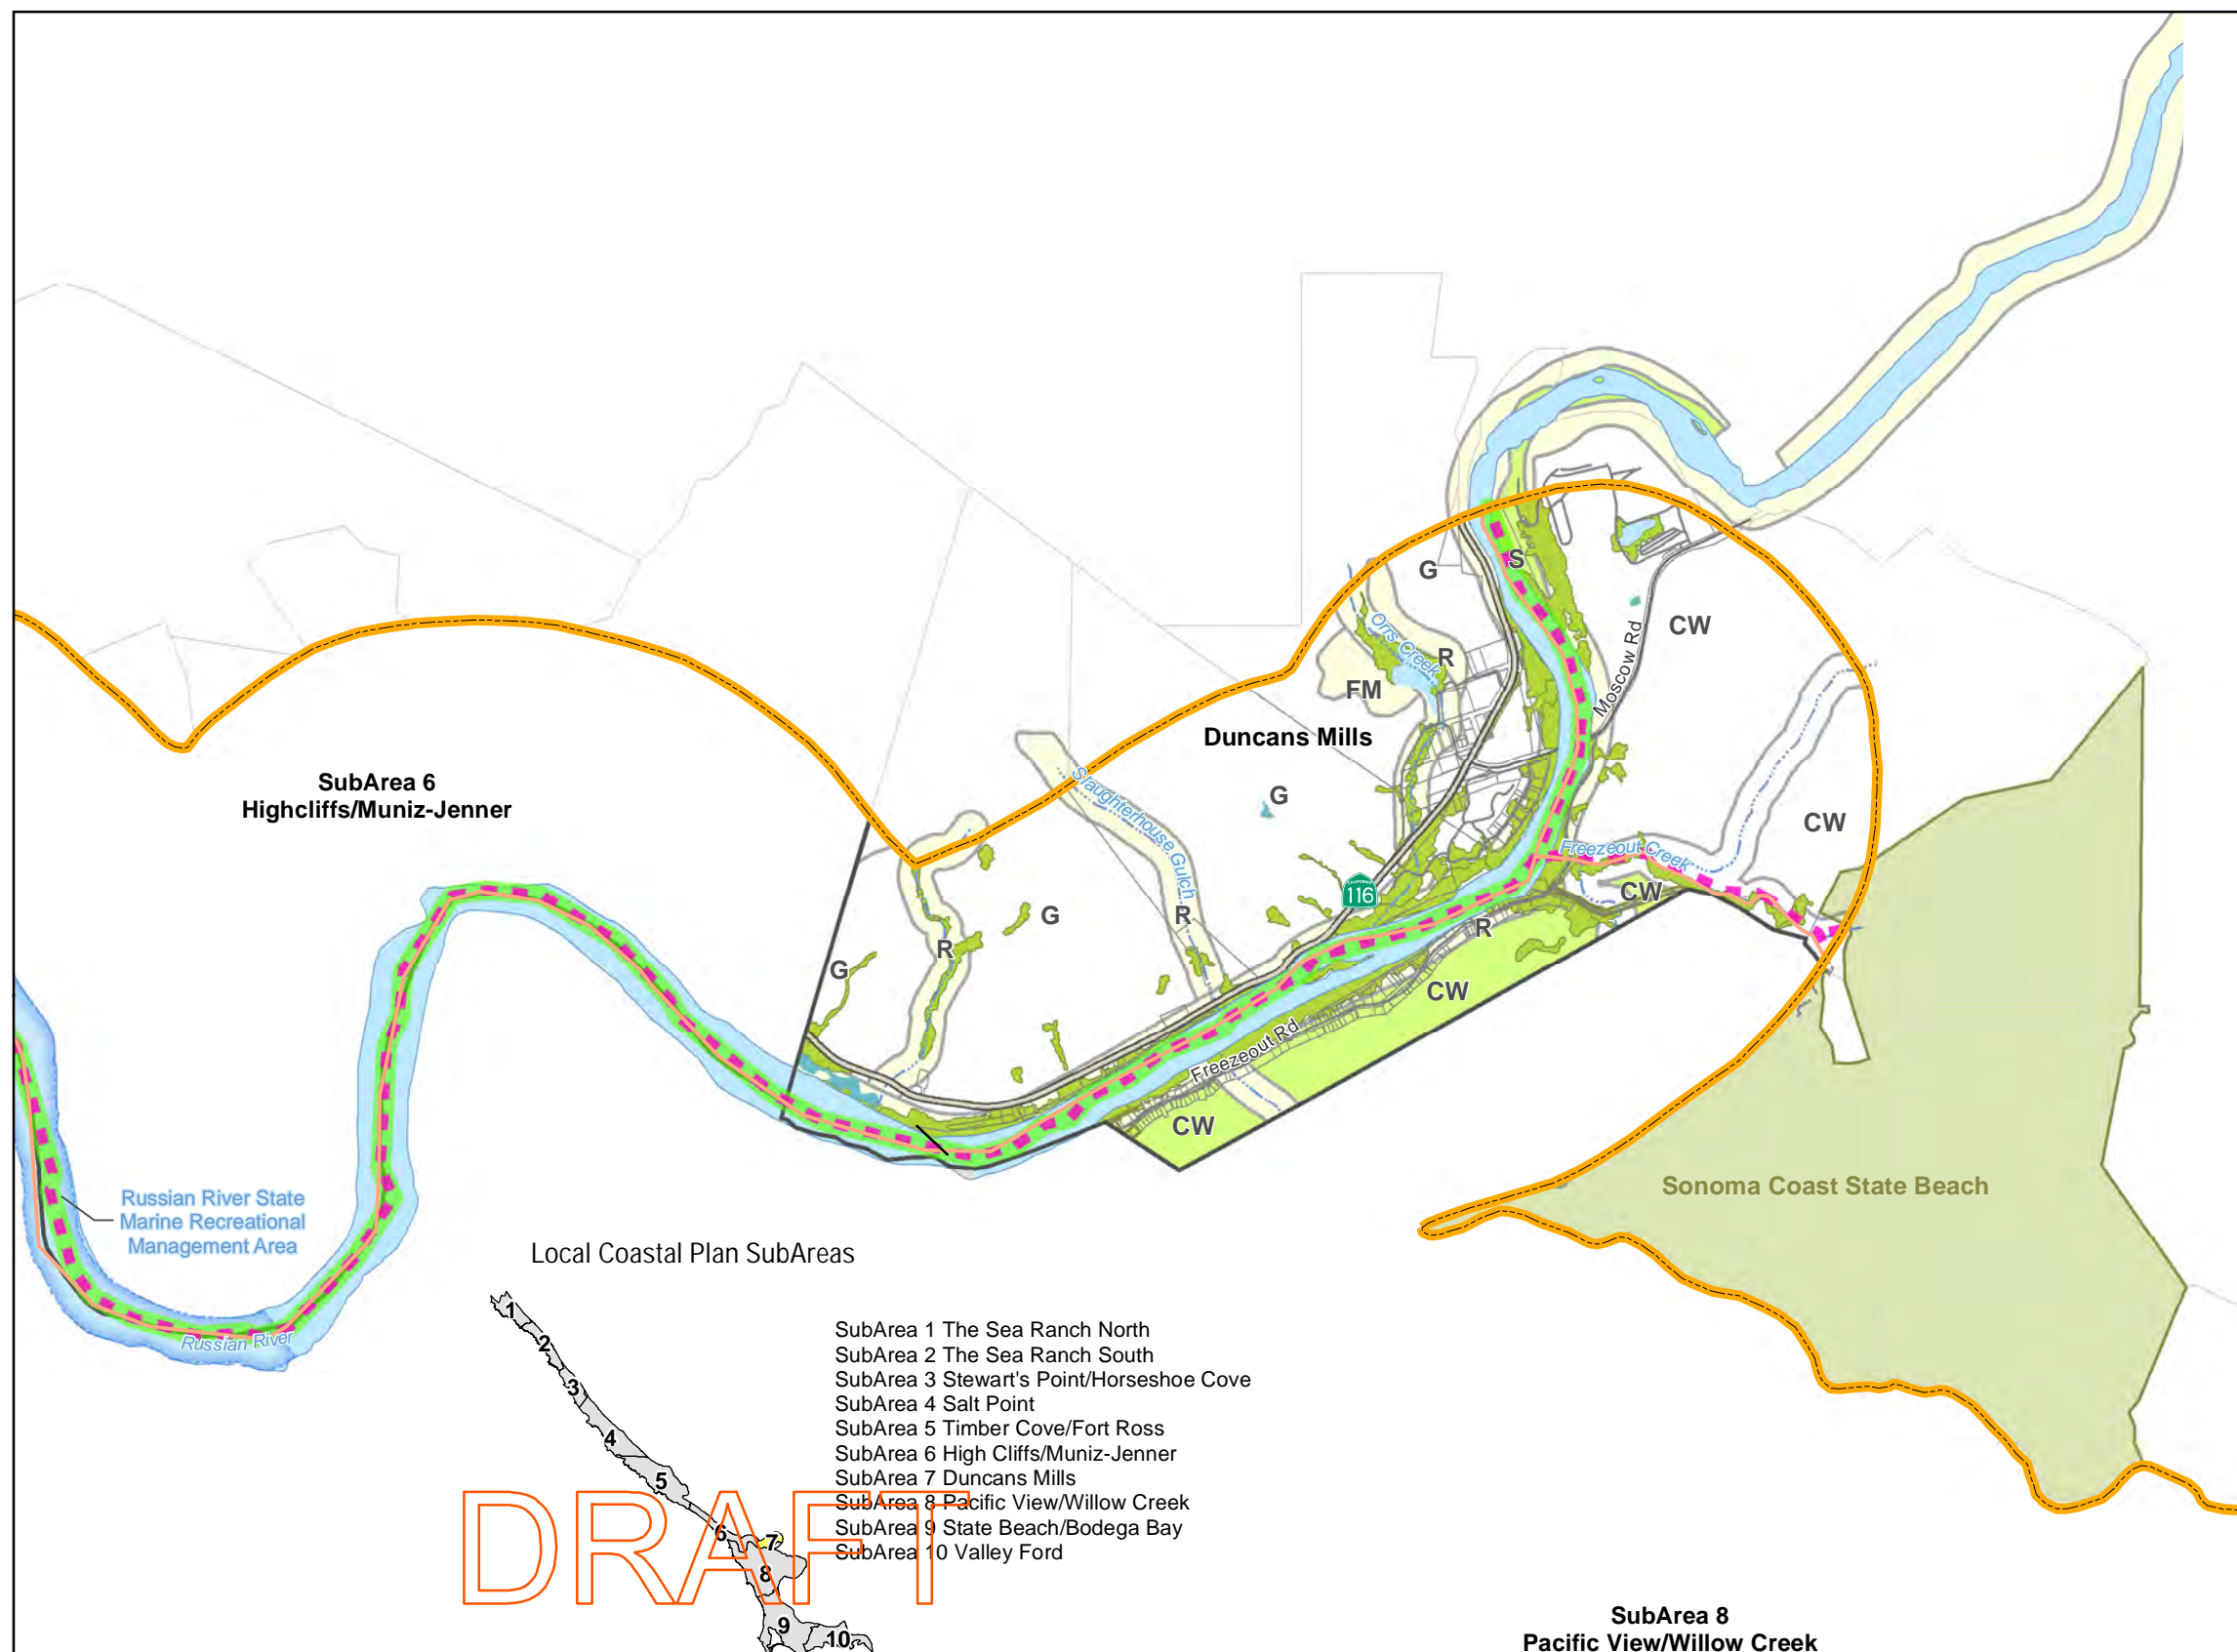 G
S
CW
Moscow Rd
Orrs Creek
R
FM
Duncans Mills
SubArea 6
Highcliffs/Muniz-Jenner
Slaughterhouse Gulch
G
CW
Freezeout Creek
CALIFORNIA
116
CW
G
R
R
R
G
CW
Freezeout Rd
CW
Sonoma Coast State Beach
Russian River State
Marine Recreational
Management Area
Russian River
Local Coastal Plan SubAreas
1
2
3
4
5
6
7
8
9
10
SubArea 1 The Sea Ranch North
SubArea 2 The Sea Ranch South
SubArea 3 Stewart's Point/Horseshoe Cove
SubArea 4 Salt Point
SubArea 5 Timber Cove/Fort Ross
SubArea 6 High Cliffs/Muniz-Jenner
SubArea 7 Duncans Mills
SubArea 8 Pacific View/Willow Creek
SubArea 9 State Beach/Bodega Bay
SubArea 10 Valley Ford
DRAFT
SubArea 8
Pacific View/Willow Creek